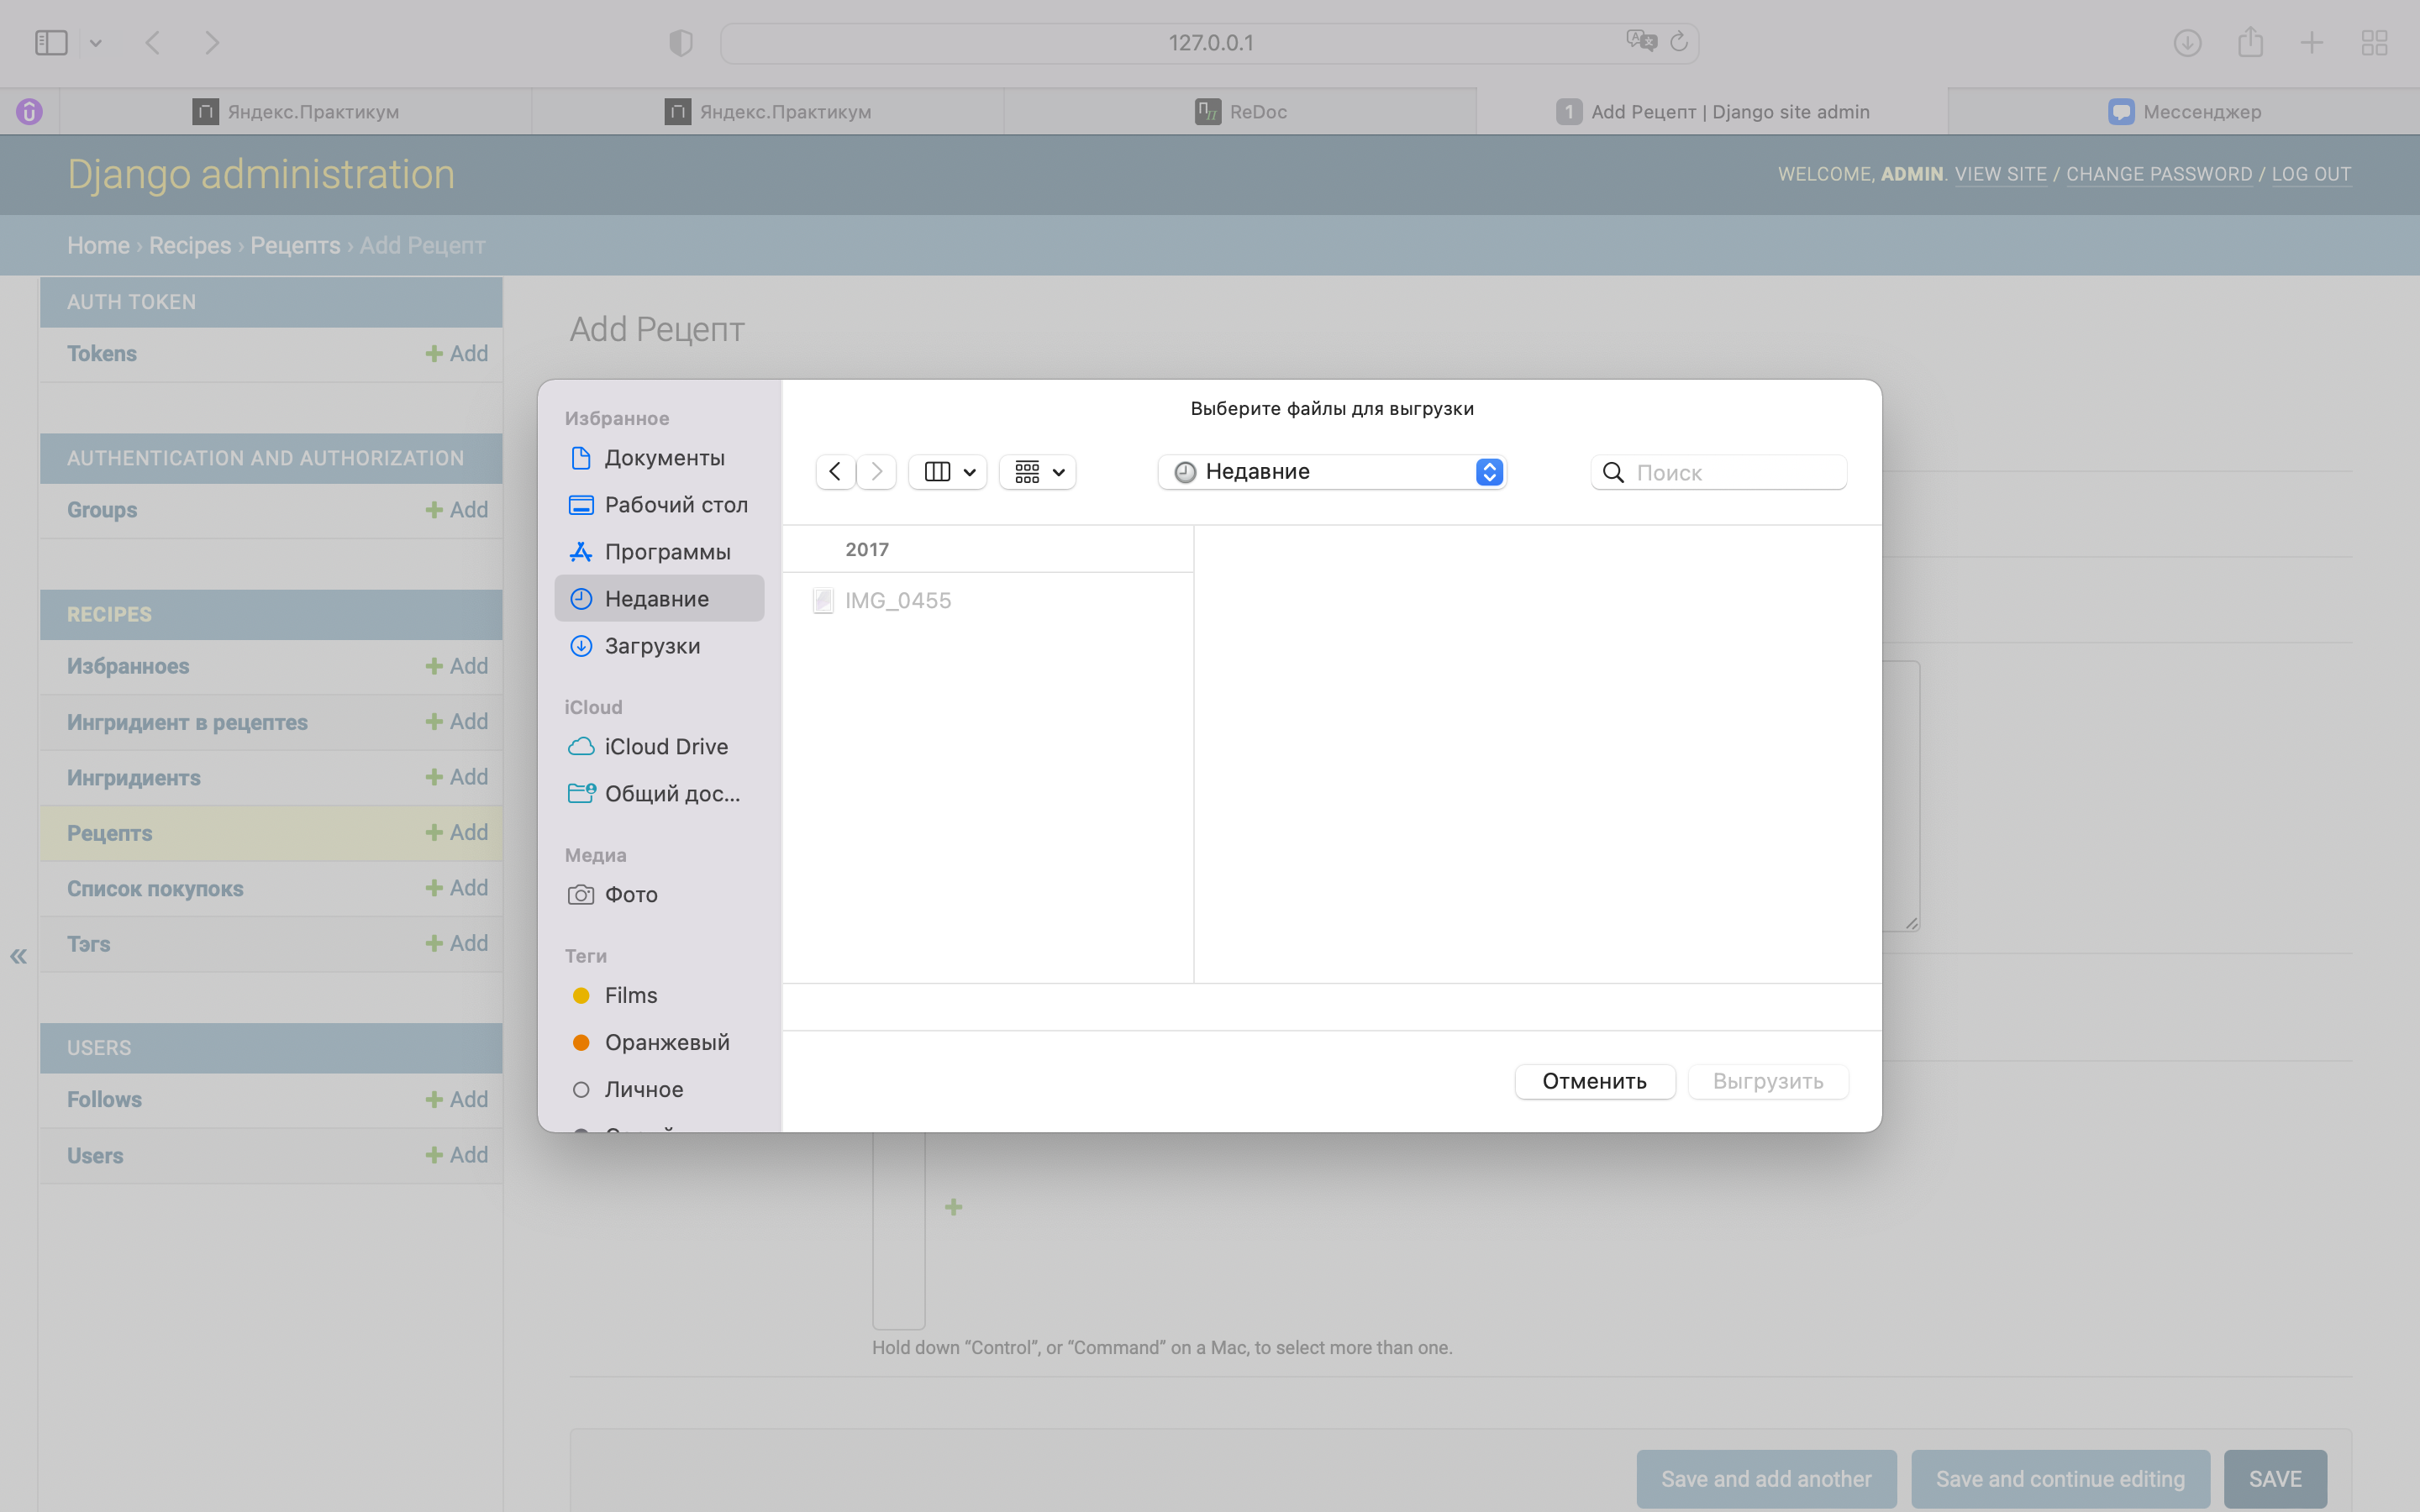 127.0.0.1
Яндекс.Практикум
Яндекс.Практикум
ReDoc
1 Add Рецепт | Django site admin
Мессенджер
Django administration
WELCOME, ADMIN. VIEW SITE / CHANGE PASSWORD / LOG OUT
Home › Recipes › Рецептs › Add Рецепт
AUTH TOKEN
Tokens
Add
AUTHENTICATION AND AUTHORIZATION
Groups
Add
RECIPES
Избранноеs
Add
Ингридиент в рецептеs
Add
Ингридиентs
Add
Рецептs
Add
Список покупокs
Add
Тэгs
Add
USERS
Follows
Add
Users
Add
Add Рецепт
Избранное
Документы
Рабочий стол
Программы
Недавние
Загрузки
iCloud
iCloud Drive
Общий дос...
Медиа
Фото
Теги
Films
Оранжевый
Личное
Выберите файлы для выгрузки
Недавние
Поиск
2017
IMG_0455
Отменить
Выгрузить
Hold down “Control”, or “Command” on a Mac, to select more than one.
Save and add another
Save and continue editing
SAVE